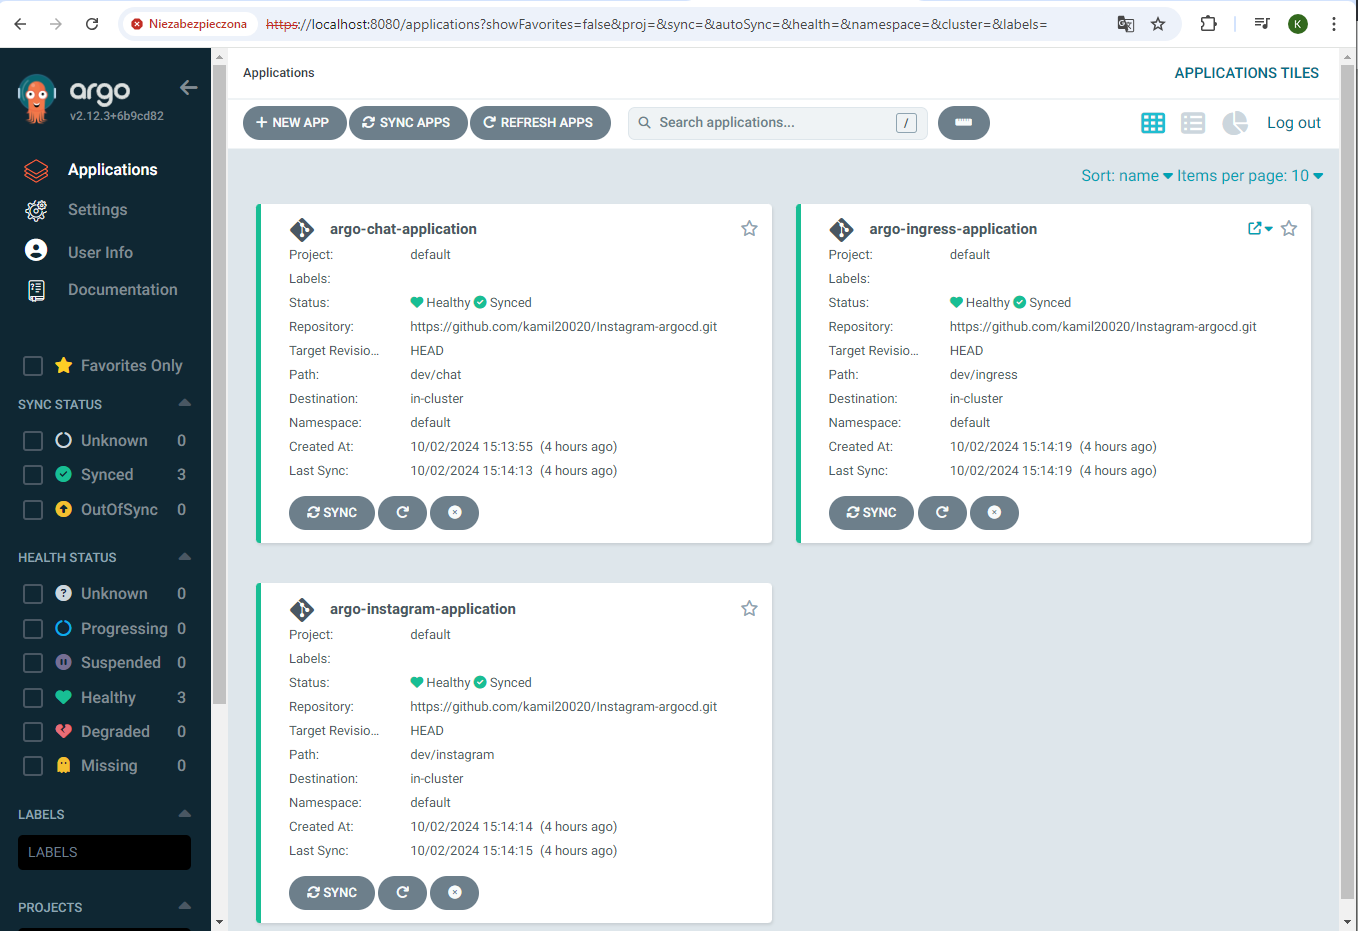 Niezabezpieczona https://localhost:8080/applications?showFavorites=false&proj=&sync=&autoSync=&health=&namespace=&cluster=&labels= K
argo
v2.12.3+6b9cd82
Applications
Settings
User Info
Documentation
Favorites Only
SYNC STATUS
Unknown 0
Synced 3
OutOfSync 0
HEALTH STATUS
Unknown 0
Progressing 0
Suspended 0
Healthy 3
Degraded 0
Missing 0
LABELS
LABELS
PROJECTS
Applications APPLICATIONS TILES
+ NEW APP SYNC APPS REFRESH APPS Search applications... / Log out
Sort: name Items per page: 10
argo-chat-application
Project: default
Labels:
Status: Healthy Synced
Repository: https://github.com/kamil20020/Instagram-argocd.git
Target Revisio... HEAD
Path: dev/chat
Destination: in-cluster
Namespace: default
Created At: 10/02/2024 15:13:55 (4 hours ago)
Last Sync: 10/02/2024 15:14:13 (4 hours ago)
SYNC
argo-ingress-application
Project: default
Labels:
Status: Healthy Synced
Repository: https://github.com/kamil20020/Instagram-argocd.git
Target Revisio... HEAD
Path: dev/ingress
Destination: in-cluster
Namespace: default
Created At: 10/02/2024 15:14:19 (4 hours ago)
Last Sync: 10/02/2024 15:14:19 (4 hours ago)
SYNC
argo-instagram-application
Project: default
Labels:
Status: Healthy Synced
Repository: https://github.com/kamil20020/Instagram-argocd.git
Target Revisio... HEAD
Path: dev/instagram
Destination: in-cluster
Namespace: default
Created At: 10/02/2024 15:14:14 (4 hours ago)
Last Sync: 10/02/2024 15:14:15 (4 hours ago)
SYNC